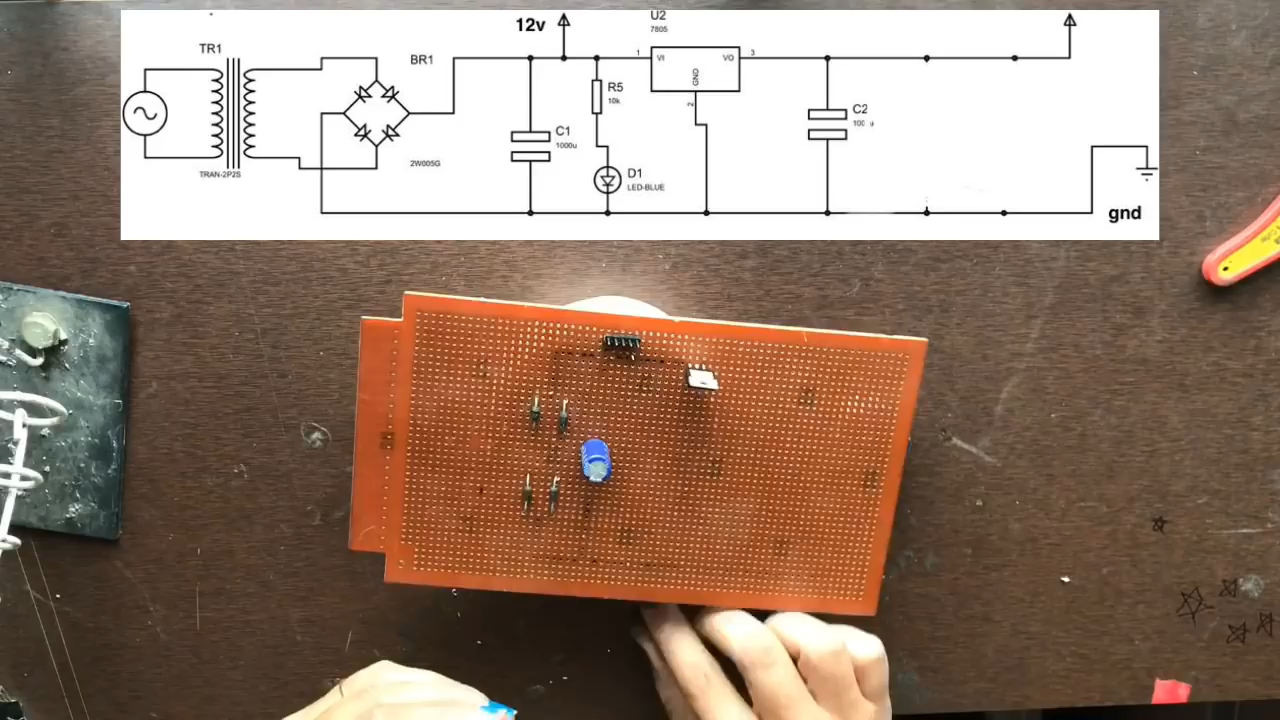 12v
U2
7805
TR1
BR1
1
VI
VO
3
GND
2
R5
10k
C1
1000u
C2
100 u
2W005G
TRAN-2P2S
D1
LED-BLUE
gnd